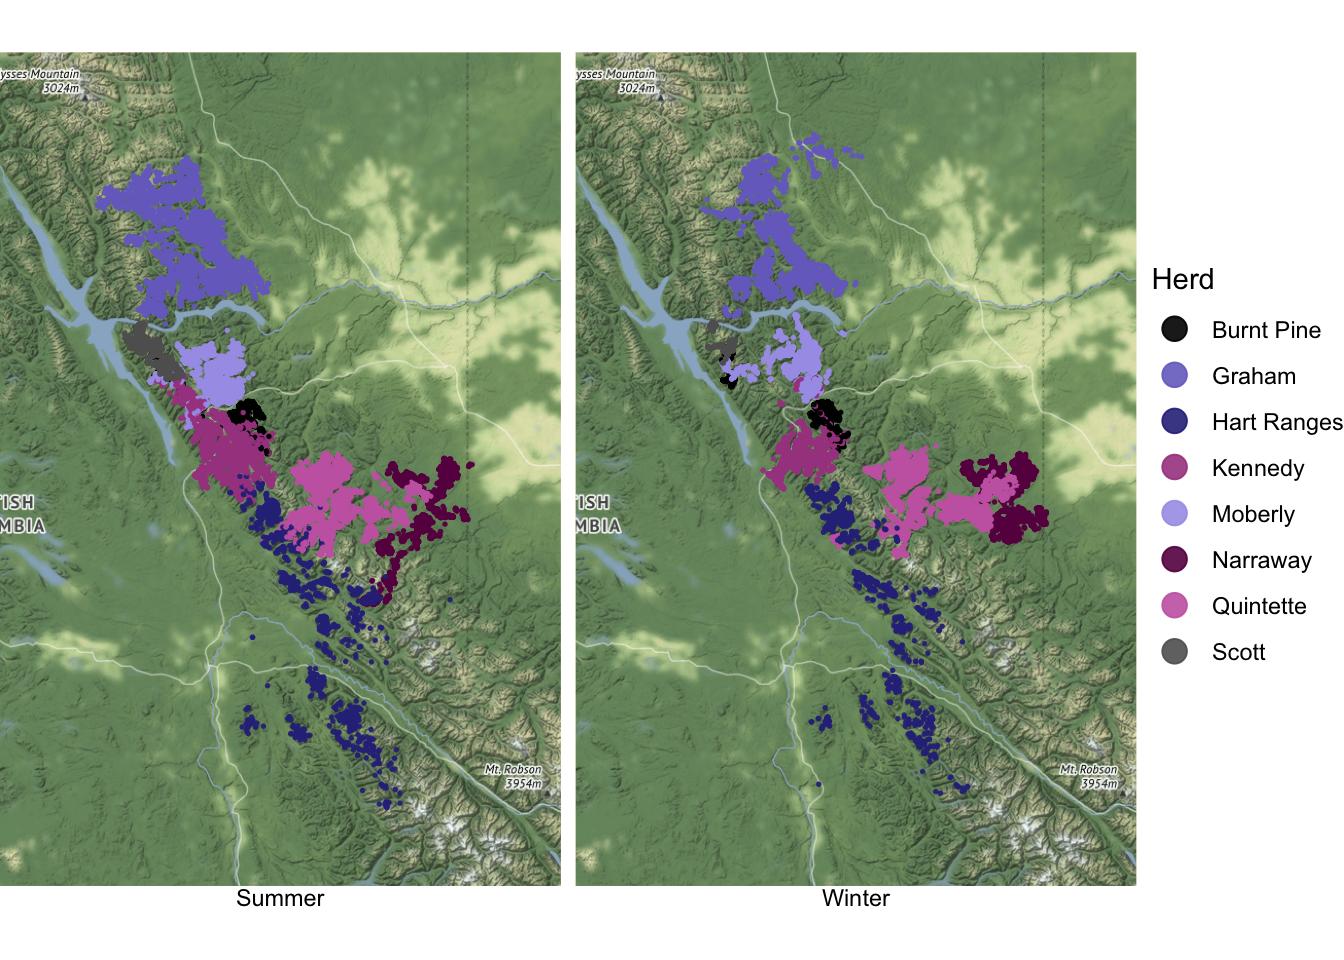 ysses Mountain
3024m
TISH
MBIA
Mt. Robson
3954m
Summer
ysses Mountain
3024m
TISH
MBIA
Mt. Robson
3954m
Winter
Herd
Burnt Pine
Graham
Hart Ranges
Kennedy
Moberly
Narraway
Quintette
Scott